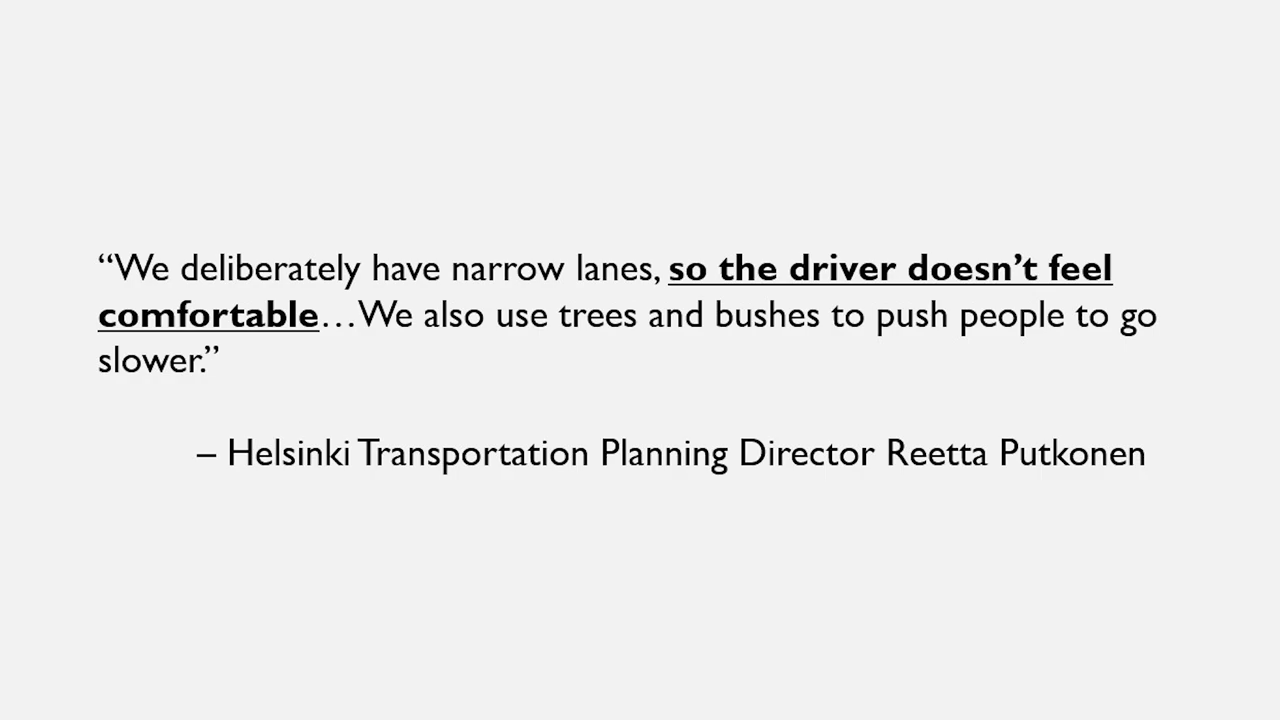 “We deliberately have narrow lanes, so the driver doesn’t feel
comfortable…We also use trees and bushes to push people to go
slower.”
– Helsinki Transportation Planning Director Reetta Putkonen